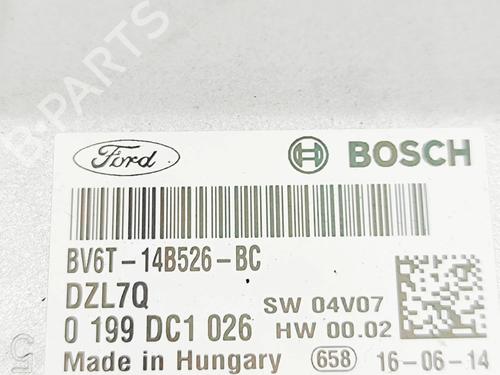 Ford BOSCH
BV6T-14B526-BC
DZL7Q
SW 04V07
0 199 DC1 026
HW 00.02
Made in Hungary 658 16-06-14
B-PARTS